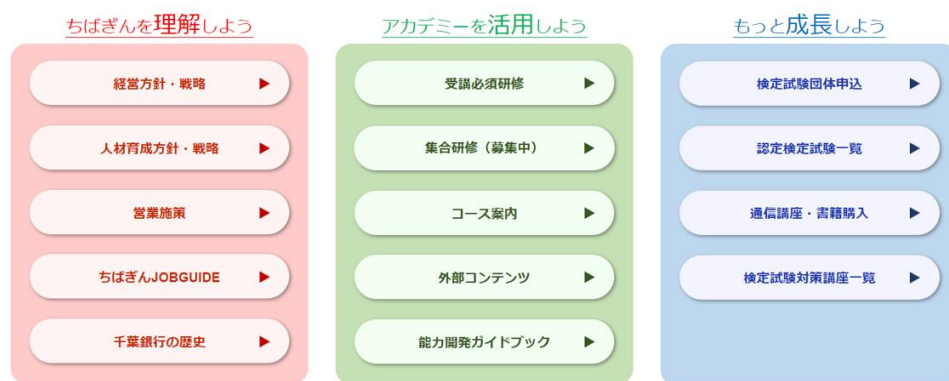 ちばぎんを理解しよう
経営方針・戦略
人材育成方針・戦略
営業施策
ちばぎんJOBGUIDE
千葉銀行の歴史
アカデミーを活用しよう
受講必須研修
集合研修（募集中）
コース案内
外部コンテンツ
能力開発ガイドブック
もっと成長しよう
検定試験団体申込
認定検定試験一覧
通信講座・書籍購入
検定試験対策講座一覧